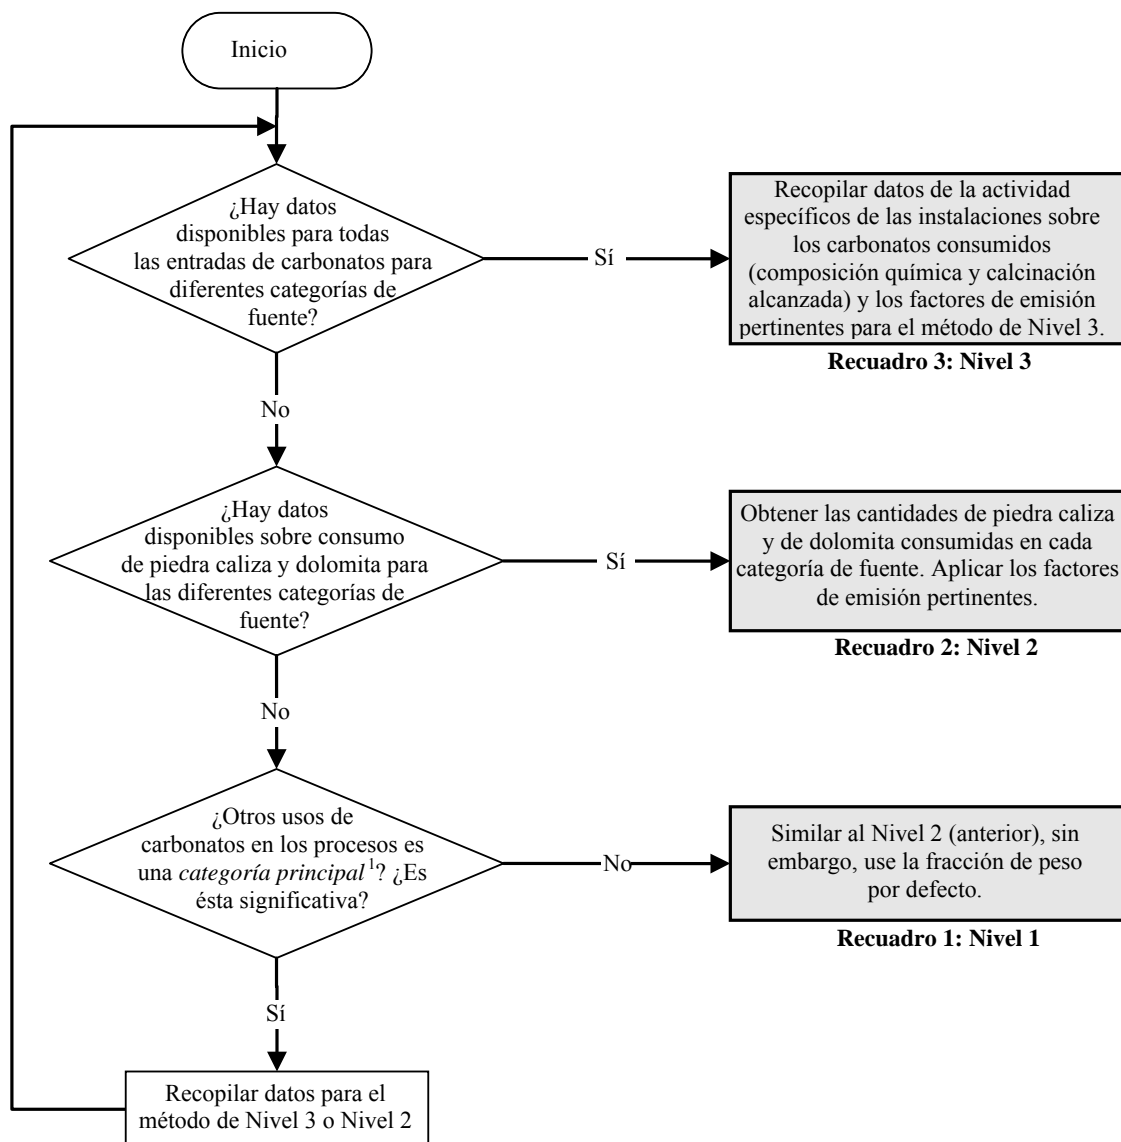 Inicio
¿Hay datos
disponibles para todas
las entradas de carbonatos para
diferentes categorías de
fuente?
Sí
Recopilar datos de la actividad
específicos de las instalaciones sobre
los carbonatos consumidos
(composición química y calcinación
alcanzada) y los factores de emisión
pertinentes para el método de Nivel 3.
Recuadro 3: Nivel 3
No
¿Hay datos
disponibles sobre consumo
de piedra caliza y dolomita para
las diferentes categorías de
fuente?
Sí
Obtener las cantidades de piedra caliza
y de dolomita consumidas en cada
categoría de fuente. Aplicar los factores
de emisión pertinentes.
Recuadro 2: Nivel 2
No
¿Otros usos de
carbonatos en los procesos es
una categoría principal¹? ¿Es
ésta significativa?
No
Similar al Nivel 2 (anterior), sin
embargo, use la fracción de peso
por defecto.
Recuadro 1: Nivel 1
Sí
Recopilar datos para el
método de Nivel 3 o Nivel 2